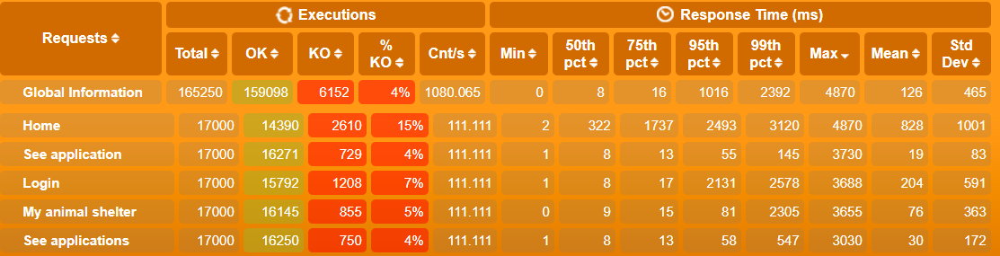 Executions Response Time (ms)
Requests Total OK KO % KO Cnt/s Min 50th pct 75th pct 95th pct 99th pct Max Mean Std Dev
Global Information 165250 159098 6152 4% 1080.065 0 8 16 1016 2392 4870 126 465
Home 17000 14390 2610 15% 111.111 2 322 1737 2493 3120 4870 828 1001
See application 17000 16271 729 4% 111.111 1 8 13 55 145 3730 19 83
Login 17000 15792 1208 7% 111.111 1 8 17 2131 2578 3688 204 591
My animal shelter 17000 16145 855 5% 111.111 0 9 15 81 2305 3655 76 363
See applications 17000 16250 750 4% 111.111 1 8 13 58 547 3030 30 172